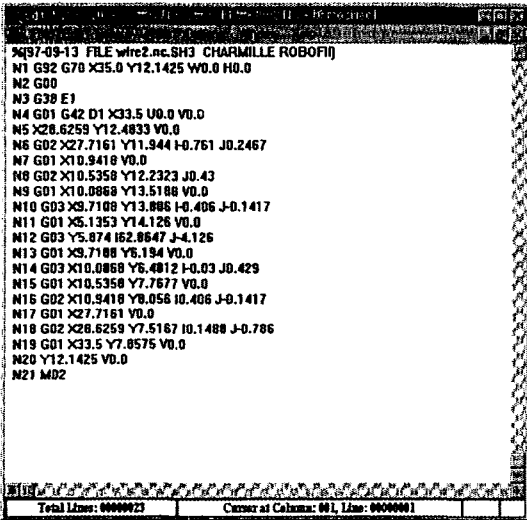 %(97-09-13 FILE wire2.nc.SH3 CHARMILLE ROBOFIL)
N1 G92 G70 X35.0 Y12.1425 W0.0 H0.0
N2 G00
N3 G38 E1
N4 G01 G42 D1 X33.5 U0.0 V0.0
N5 X28.6259 Y12.4833 V0.0
N6 G02 X27.7161 Y11.944 I-0.761 J0.2467
N7 G01 X10.9418 V0.0
N8 G02 X10.5358 Y12.2323 J0.43
N9 G01 X10.0868 Y13.5188 V0.0
N10 G03 X9.7108 Y13.806 I-0.406 J-0.1417
N11 G01 X5.1353 Y14.126 V0.0
N12 G03 Y5.874 I62.8647 J-4.126
N13 G01 X9.7188 Y6.194 V0.0
N14 G03 X10.0868 Y6.4812 I-0.03 J0.429
N15 G01 X10.5358 Y7.7677 V0.0
N16 G02 X10.9418 Y8.056 I0.406 J-0.1417
N17 G01 X27.7161 V0.0
N18 G02 X28.6259 Y7.5167 I0.1488 J-0.786
N19 G01 X33.5 Y7.8575 V0.0
N20 Y12.1425 V0.0
N21 M02
Total Lines: 00000023 Cursor at Column: 001, Line: 00000001